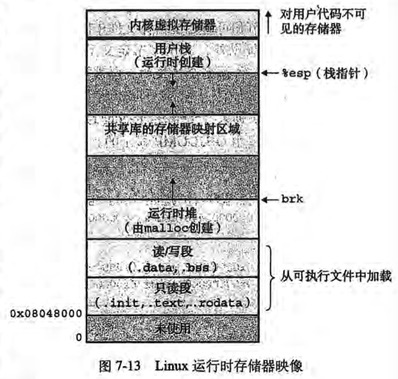 内核虚拟存储器
对用户代码不可
见的存储器
用户栈
(运行时创建)
%esp(栈指针)
共享库的存储器映射区域
brk
运行时堆
(由malloc创建)
读/写段
(.data,.bss)
从可执行文件中加载
只读段
(.init,.text,.rodata)
0x08048000
未使用
0
图 7-13 Linux 运行时存储器映像